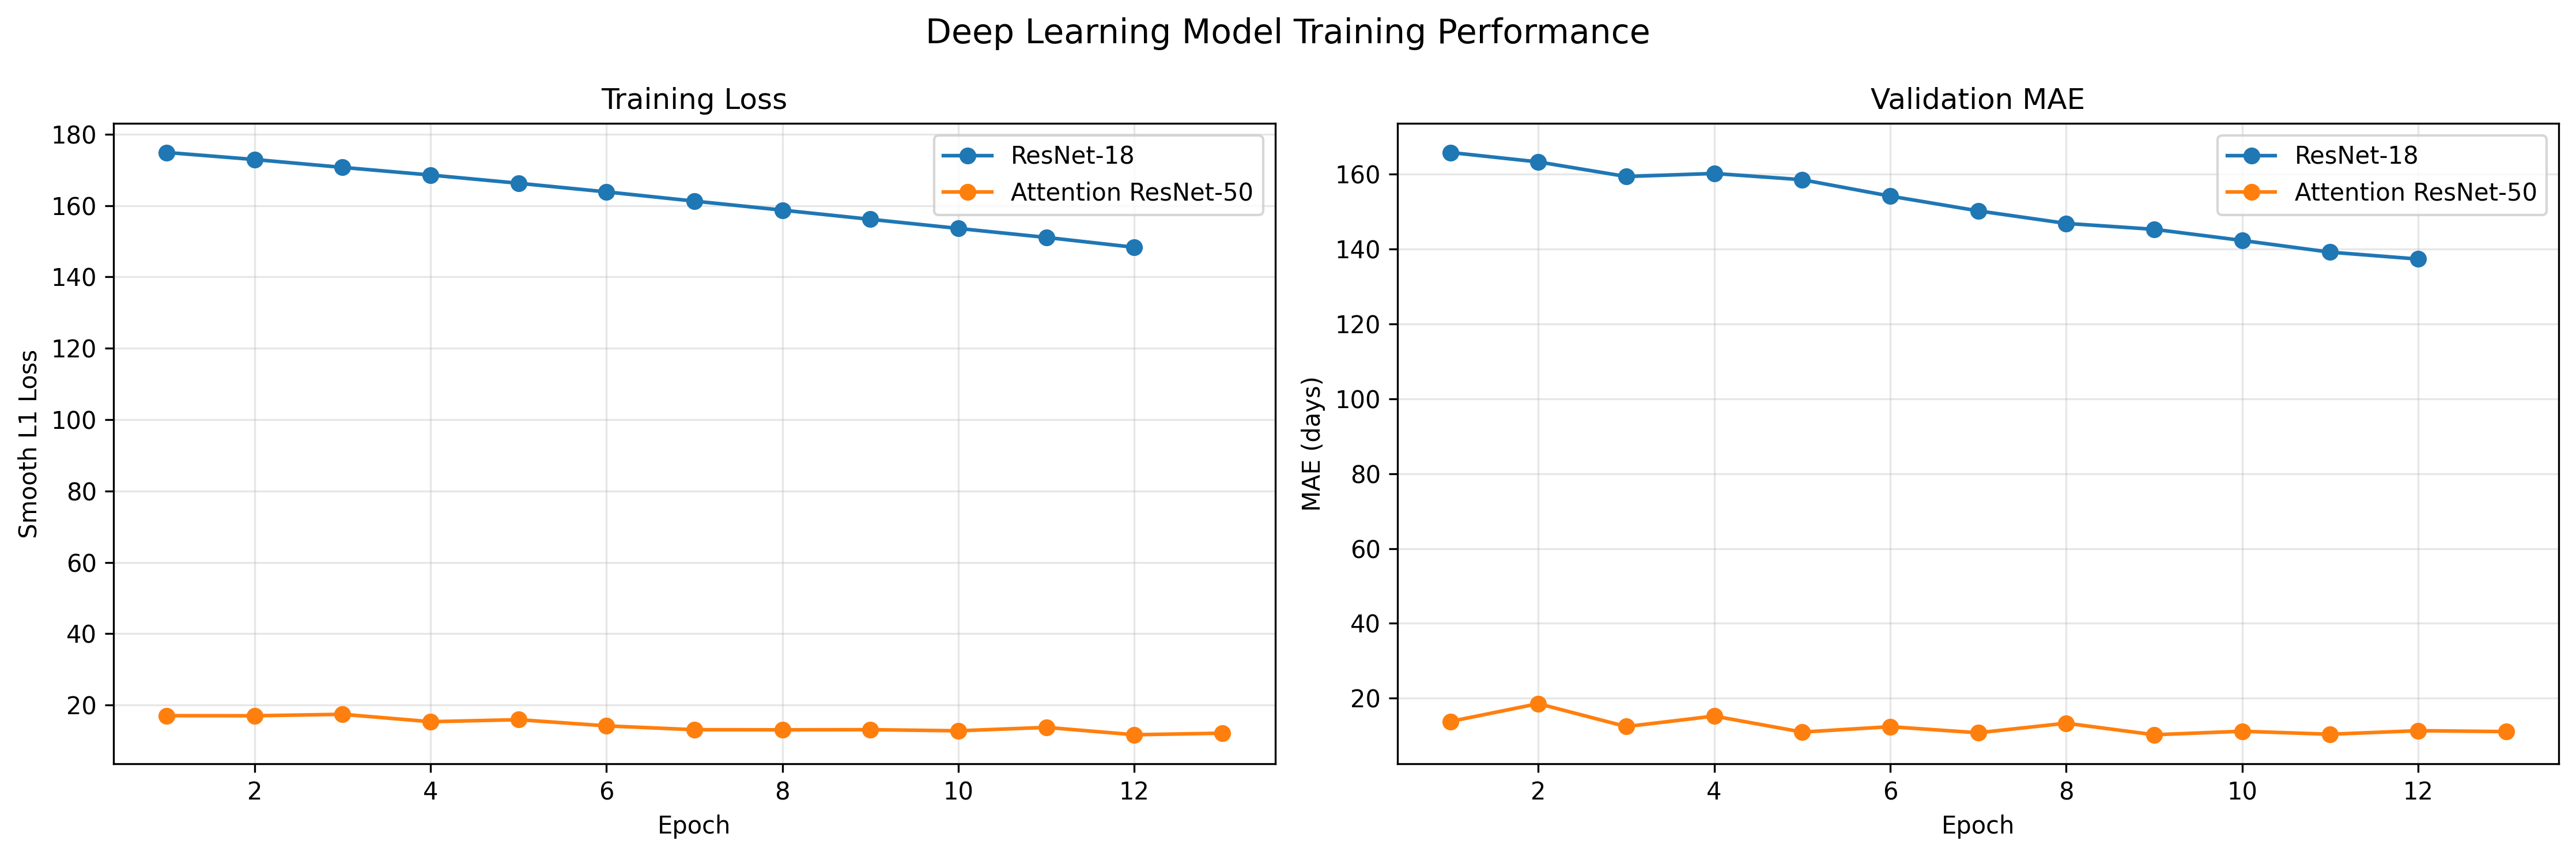 Deep Learning Model Training Performance
Training Loss
180
160
140
120
100
80
60
40
20
Smooth L1 Loss
ResNet-18
Attention ResNet-50
2 4 6 8 10 12
Epoch
Validation MAE
160
140
120
100
80
60
40
20
MAE (days)
ResNet-18
Attention ResNet-50
2 4 6 8 10 12
Epoch